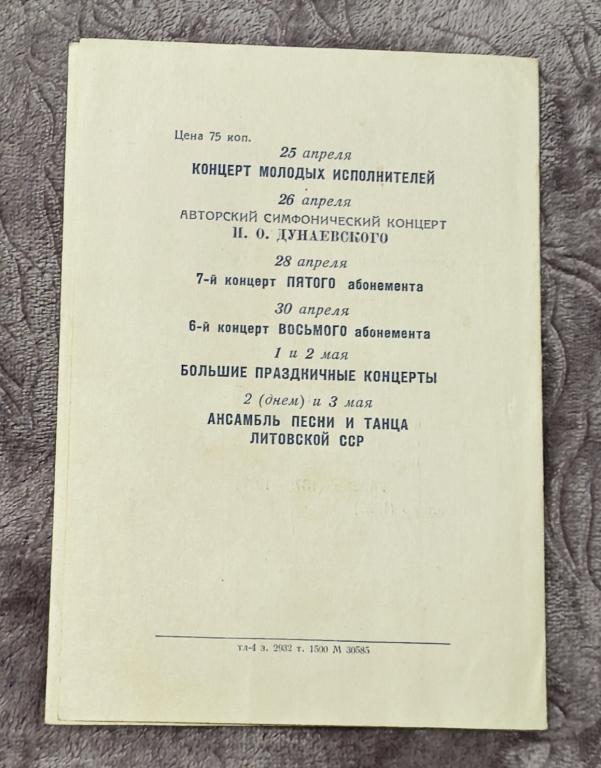 Цена 75 коп.
25 апреля
КОНЦЕРТ МОЛОДЫХ ИСПОЛНИТЕЛЕЙ
26 апреля
АВТОРСКИЙ СИМФОНИЧЕСКИЙ КОНЦЕРТ
И. О. ДУНАЕВСКОГО
28 апреля
7-й концерт ПЯТОГО абонемента
30 апреля
6-й концерт ВОСЬМОГО абонемента
1 и 2 мая
БОЛЬШИЕ ПРАЗДНИЧНЫЕ КОНЦЕРТЫ
2 (днем) и 3 мая
АНСАМБЛЬ ПЕСНИ И ТАНЦА
ЛИТОВСКОЙ ССР
тл-4 з. 2932 т. 1500 М 30585